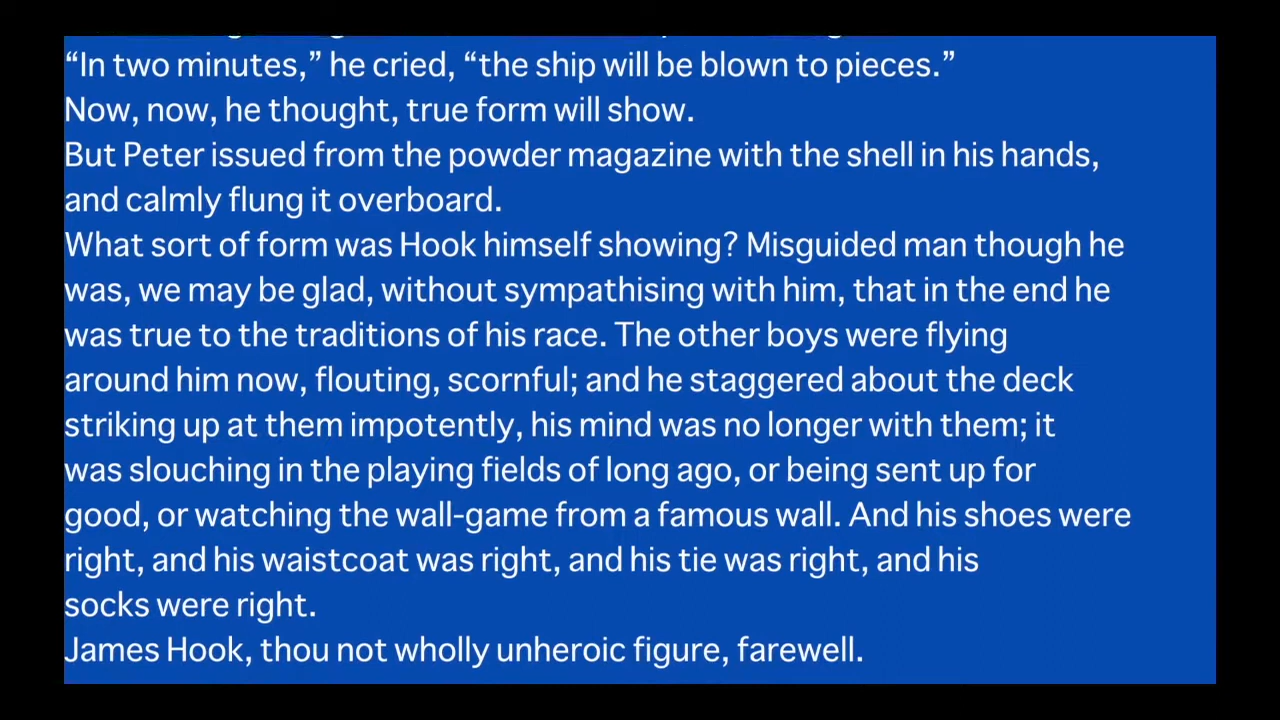 “In two minutes,” he cried, “the ship will be blown to pieces.”
Now, now, he thought, true form will show.
But Peter issued from the powder magazine with the shell in his hands,
and calmly flung it overboard.
What sort of form was Hook himself showing? Misguided man though he
was, we may be glad, without sympathising with him, that in the end he
was true to the traditions of his race. The other boys were flying
around him now, flouting, scornful; and he staggered about the deck
striking up at them impotently, his mind was no longer with them; it
was slouching in the playing fields of long ago, or being sent up for
good, or watching the wall-game from a famous wall. And his shoes were
right, and his waistcoat was right, and his tie was right, and his
socks were right.
James Hook, thou not wholly unheroic figure, farewell.